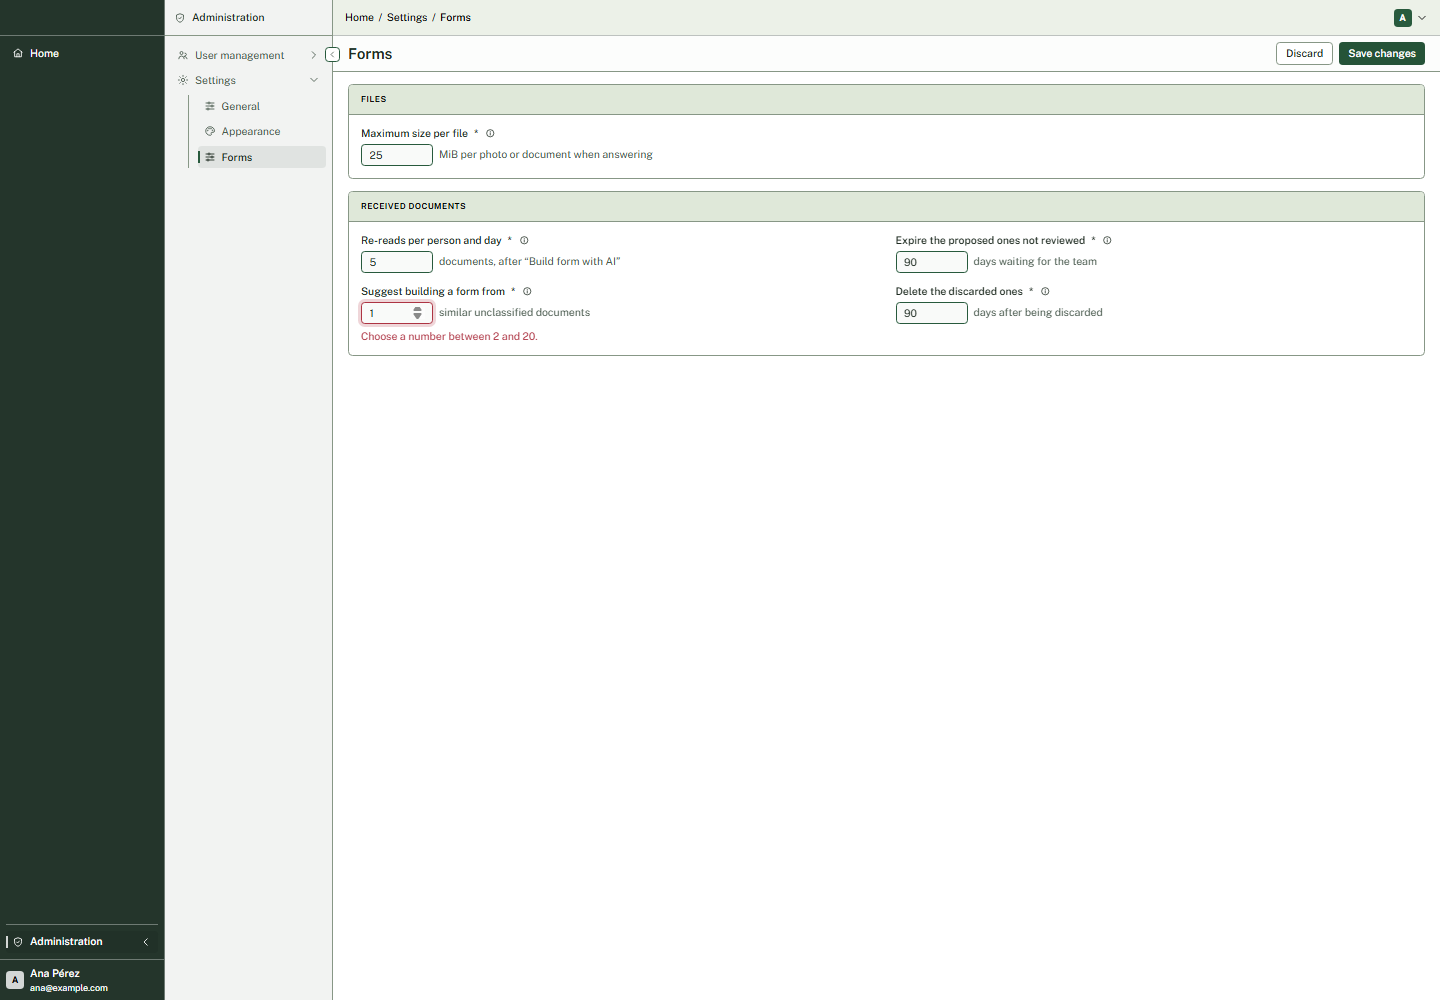 Administration
Home / Settings / Forms
A
Home
User management
Forms
Discard
Save changes
Settings
General
Appearance
Forms
FILES
Maximum size per file *
25 MiB per photo or document when answering
RECEIVED DOCUMENTS
Re-reads per person and day *
5 documents, after “Build form with AI”
Expire the proposed ones not reviewed *
90 days waiting for the team
Suggest building a form from *
1 similar unclassified documents
Choose a number between 2 and 20.
Delete the discarded ones *
90 days after being discarded
Administration
A
Ana Pérez
ana@example.com